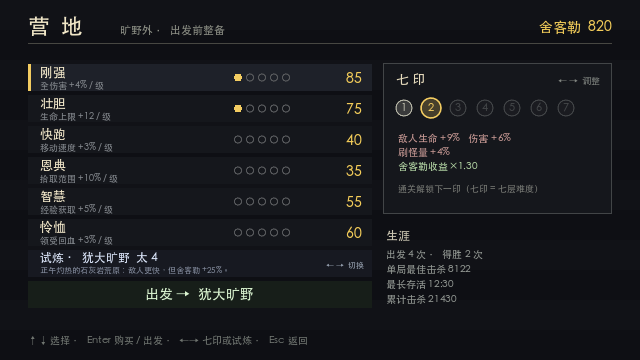 营 地
旷野外 · 出发前整备
舍客勒 820
刚强
全伤害 +4% / 级
85
壮胆
生命上限 +12 / 级
75
快跑
移动速度 +3% / 级
40
恩典
拾取范围 +10% / 级
35
智慧
经验获取 +5% / 级
55
怜恤
领受回血 +3% / 级
60
试炼 · 犹大旷野 太 4
正午灼热的石灰岩荒原：敌人更快，但舍客勒 +25%。
←→ 切换
出发 → 犹大旷野
七 印
←→ 调整
1 2 3 4 5 6 7
敌人生命 +9% 伤害 +6%
刷怪量 +4%
舍客勒收益 ×1.30
通关解锁下一印（七印 = 七层难度）
生涯
出发 4 次 · 得胜 2 次
单局最佳击杀 8122
最长存活 12:30
累计击杀 21430
↑↓ 选择 · Enter 购买 / 出发 · ←→ 七印或试炼 · Esc 返回